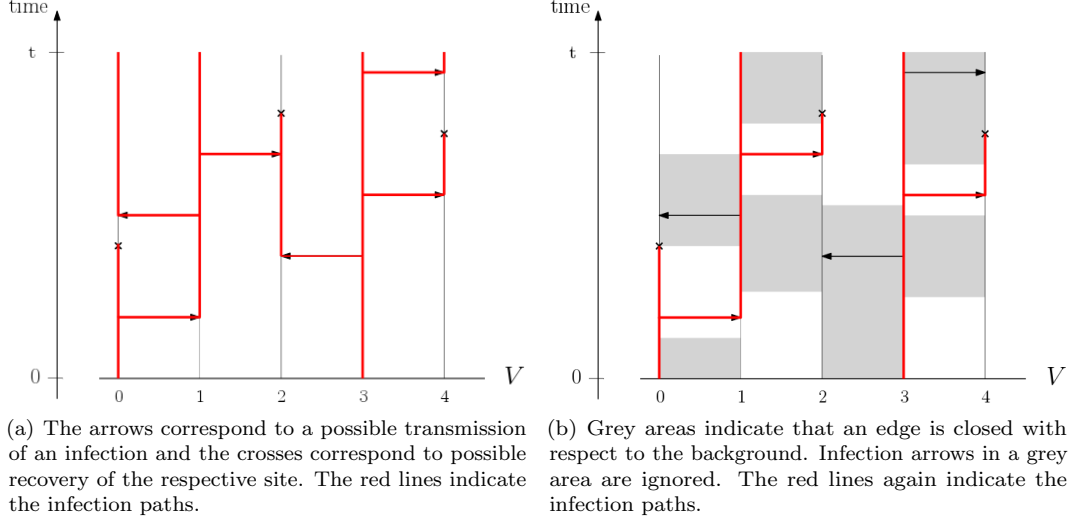 time
t
0
0 1 2 3 4
V
(a) The arrows correspond to a possible transmission
of an infection and the crosses correspond to possible
recovery of the respective site. The red lines indicate
the infection paths.
time
t
0
0 1 2 3 4
V
(b) Grey areas indicate that an edge is closed with
respect to the background. Infection arrows in a grey
area are ignored. The red lines again indicate the
infection paths.